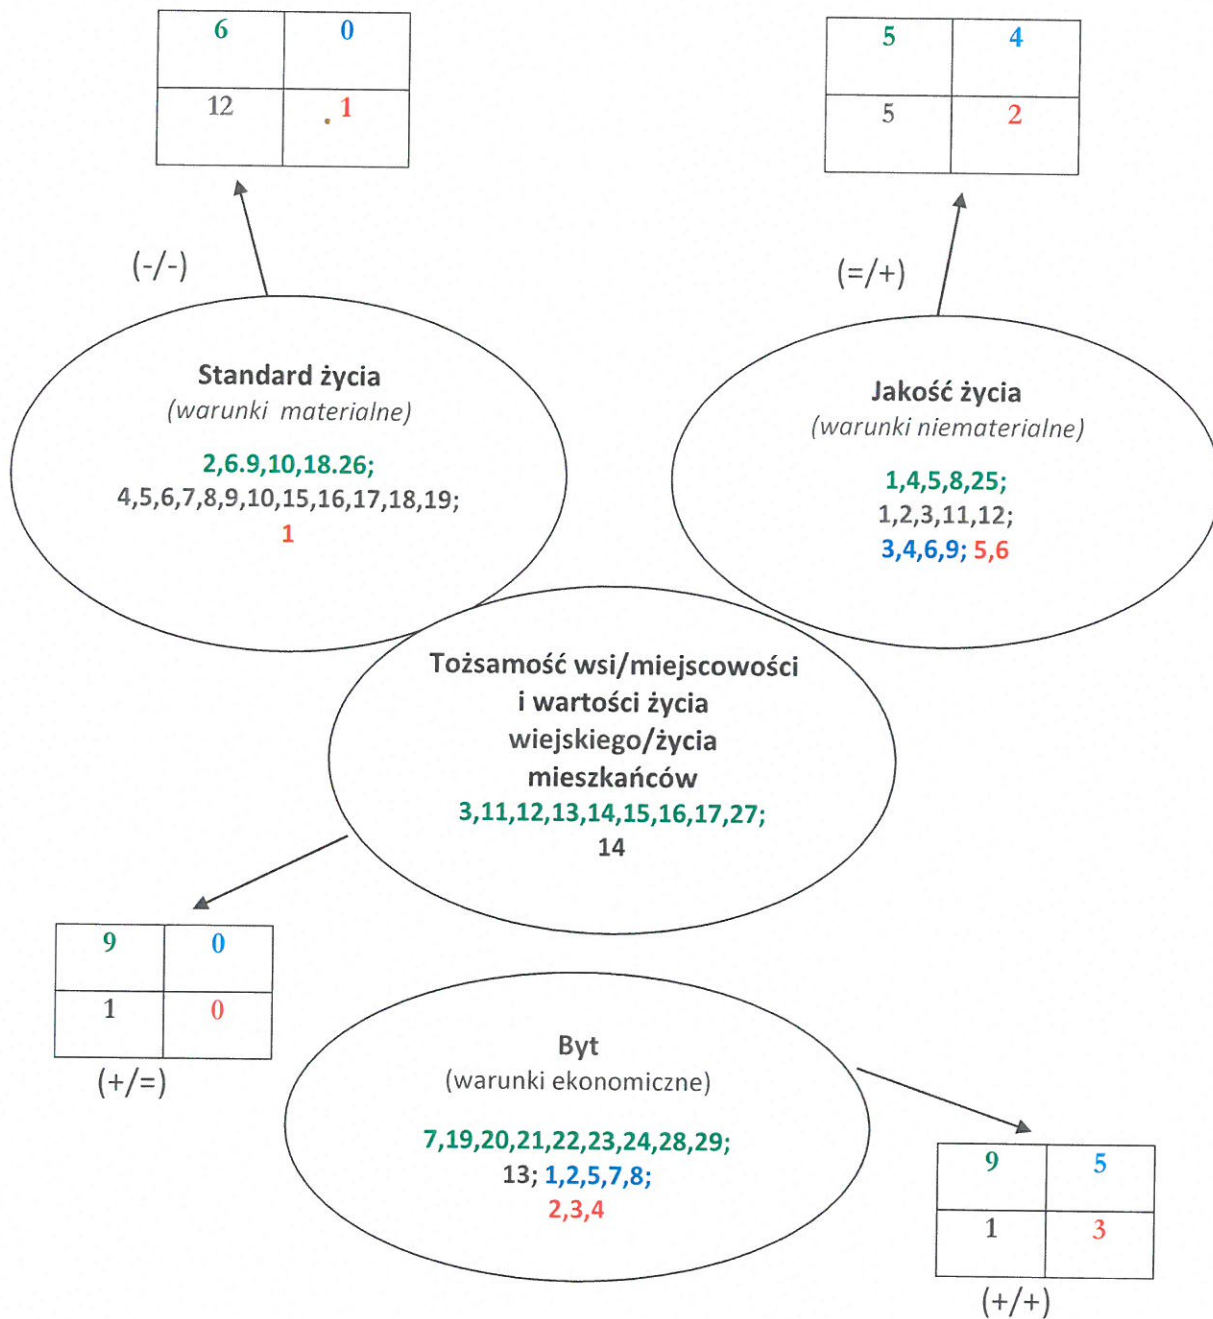 6 0
12 1
5 4
5 2
(-/-)
(=/+)
Standard życia
(warunki materialne)
2,6.9,10,18.26;
4,5,6,7,8,9,10,15,16,17,18,19;
1
Jakość życia
(warunki niematerialne)
1,4,5,8,25;
1,2,3,11,12;
3,4,6,9; 5,6
Tożsamość wsi/miejscowości
i wartości życia
wiejskiego/życia
mieszkańców
3,11,12,13,14,15,16,17,27;
14
9 0
1 0
(+/=)
Byt
(warunki ekonomiczne)
7,19,20,21,22,23,24,28,29;
13; 1,2,5,7,8;
2,3,4
9 5
1 3
(+/+)